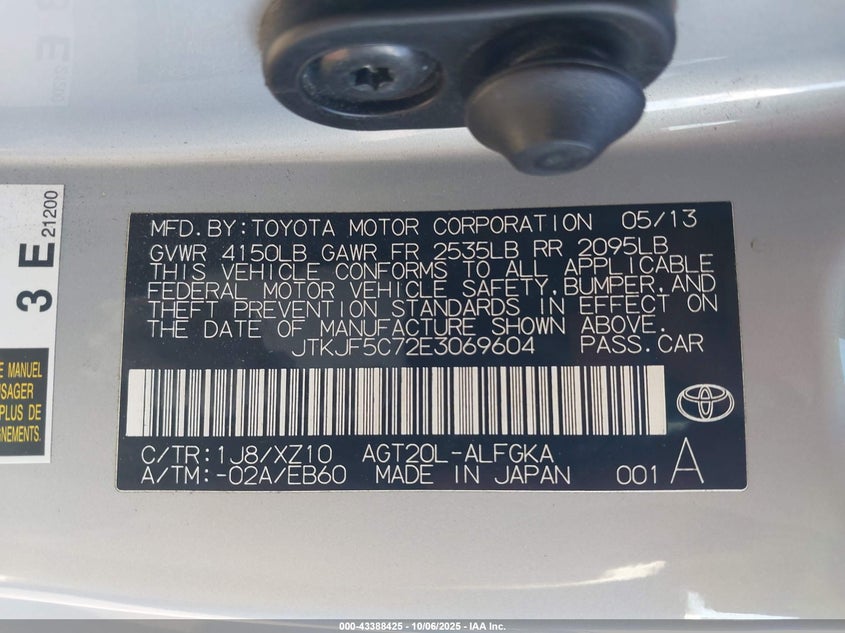 3 E
21200
MFD.BY:TOYOTA MOTOR CORPORATION 05/13
GVWR 4150LB GAWR FR 2535LB RR 2095LB
THIS VEHICLE CONFORMS TO ALL APPLICABLE
FEDERAL MOTOR VEHICLE SAFETY,BUMPER,AND
THEFT PREVENTION STANDARDS IN EFFECT ON
THE DATE OF MANUFACTURE SHOWN ABOVE.
JTKJF5C72E3069604 PASS.CAR
C/TR:1J8/XZ10 AGT20L-ALFGKA
A/TM:-02A/EB60 MADE IN JAPAN 001 A
E MANUEL
USAGER
PLUS DE
GNEMENTS.
000-43388425 - 10/06/2025 - IAA Inc.